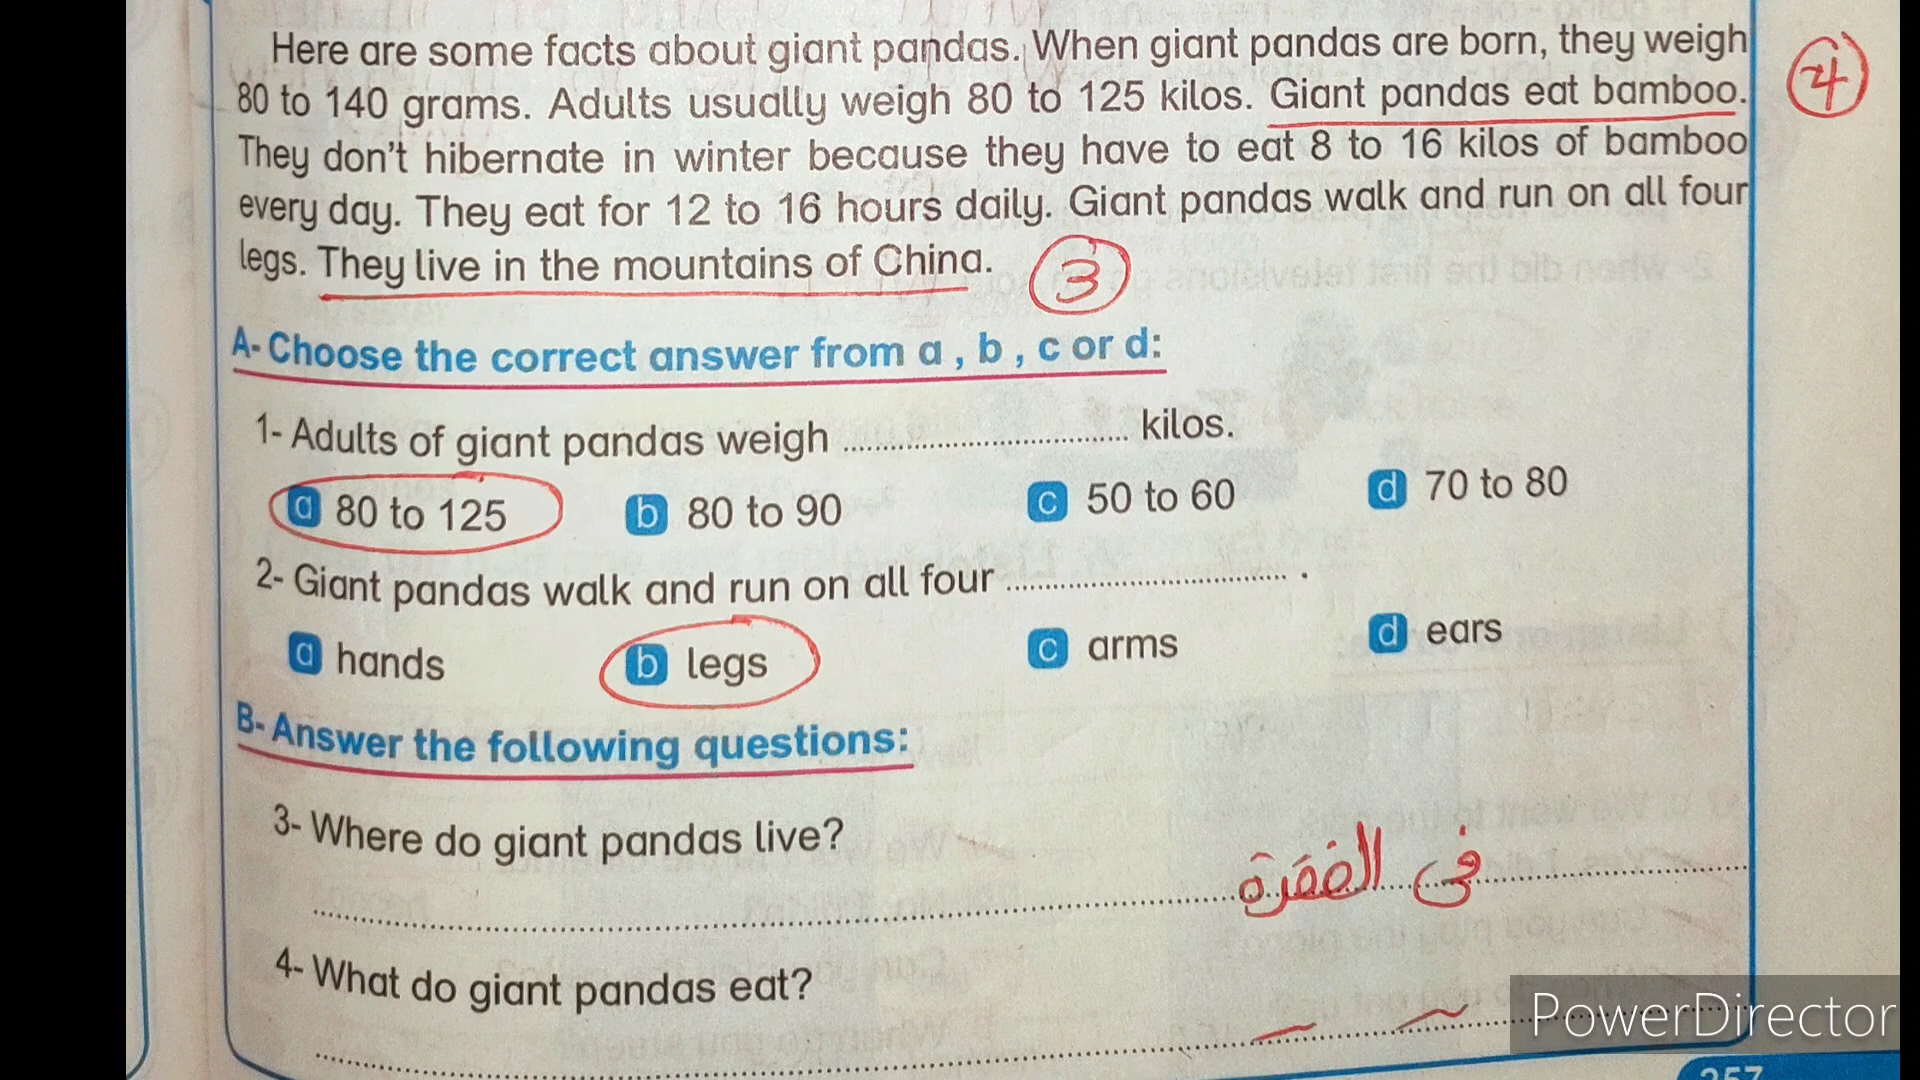 Here are some facts about giant pandas. When giant pandas are born, they weigh
80 to 140 grams. Adults usually weigh 80 to 125 kilos. Giant pandas eat bamboo. 4
They don't hibernate in winter because they have to eat 8 to 16 kilos of bamboo
every day. They eat for 12 to 16 hours daily. Giant pandas walk and run on all four
legs. They live in the mountains of China. 3
A- Choose the correct answer from a , b , c or d:
1- Adults of giant pandas weigh .............................. kilos.
a 80 to 125 b 80 to 90 c 50 to 60 d 70 to 80
2- Giant pandas walk and run on all four .............................. .
a hands b legs c arms d ears
B- Answer the following questions:
3- Where do giant pandas live?
فى الفقرة
4- What do giant pandas eat?
PowerDirector
257